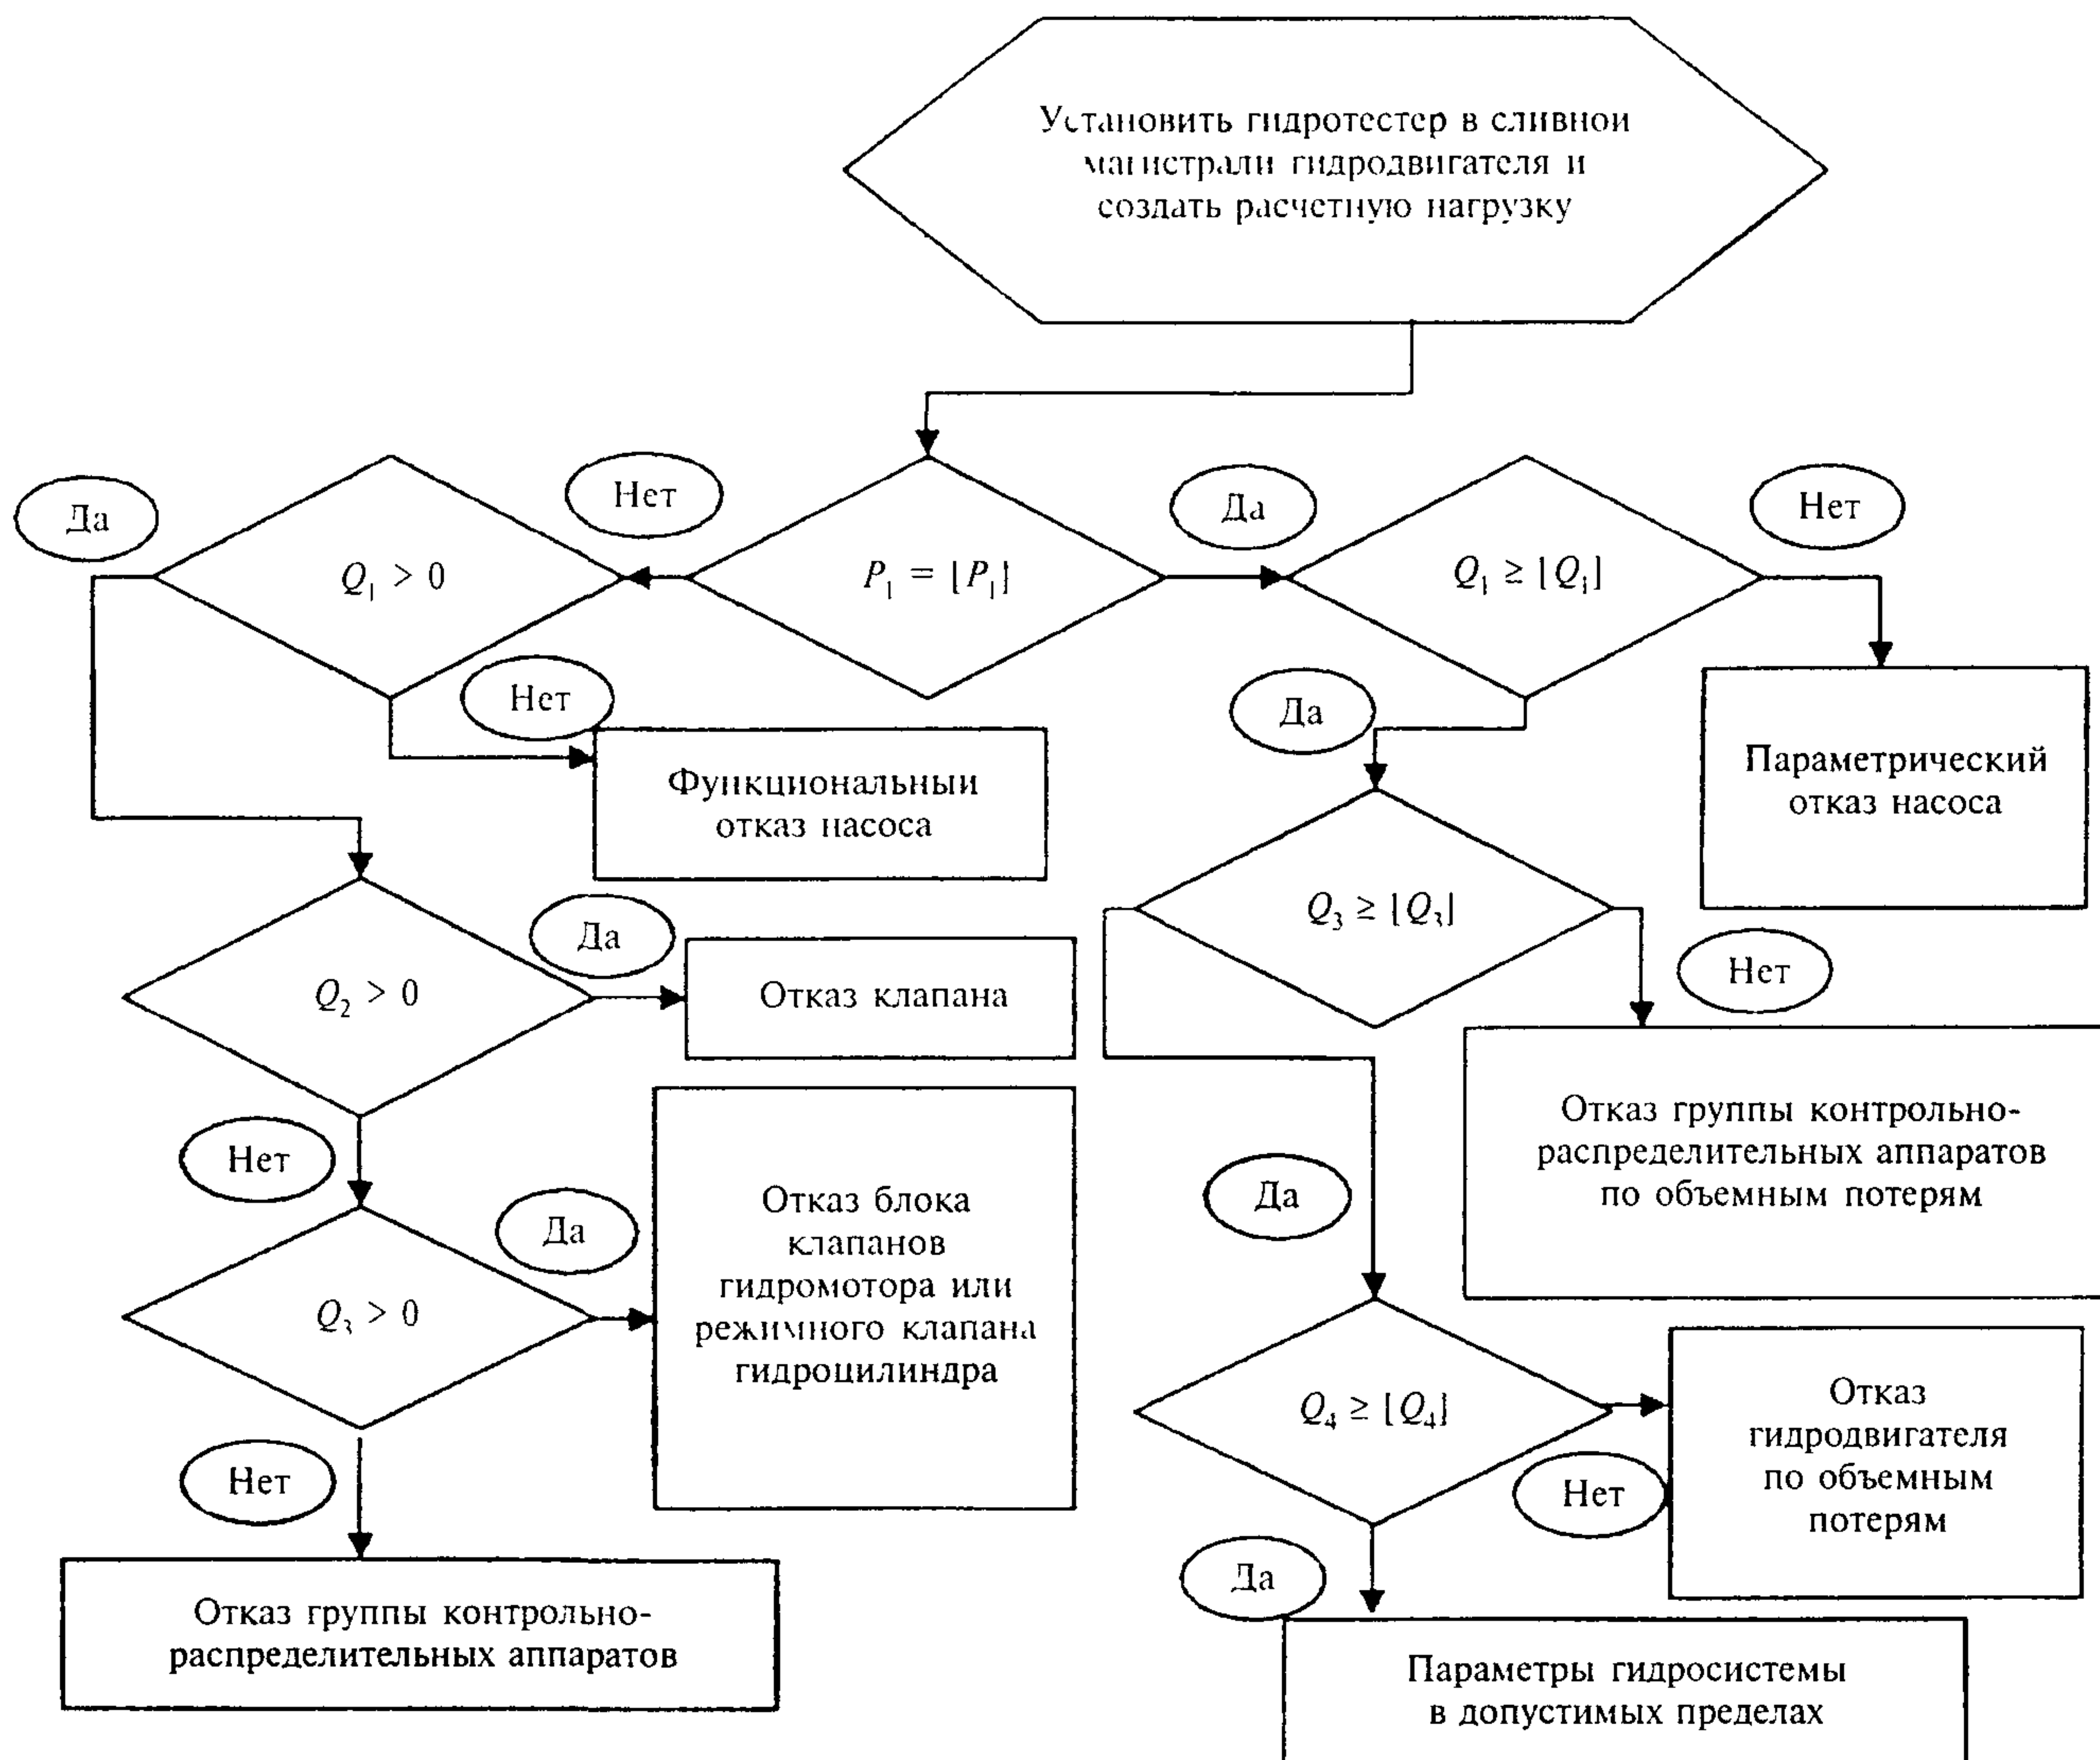 Установить гидротестер в сливной
магистрали гидродвигателя и
создать расчетную нагрузку
Да
Q₁ > 0
Нет
P₁ = [P₁]
Да
Q₁ ≥ [Q₁]
Нет
Нет
Функциональный
отказ насоса
Да
Параметрический
отказ насоса
Q₂ > 0
Да
Отказ клапана
Q₃ ≥ [Q₃]
Нет
Отказ группы контрольно-
распределительных аппаратов
по объемным потерям
Нет
Q₃ > 0
Да
Отказ блока
клапанов
гидромотора или
режимного клапана
гидроцилиндра
Да
Q₄ ≥ [Q₄]
Нет
Отказ
гидродвигателя
по объемным
потерям
Нет
Отказ группы контрольно-
распределительных аппаратов
Да
Параметры гидросистемы
в допустимых пределах